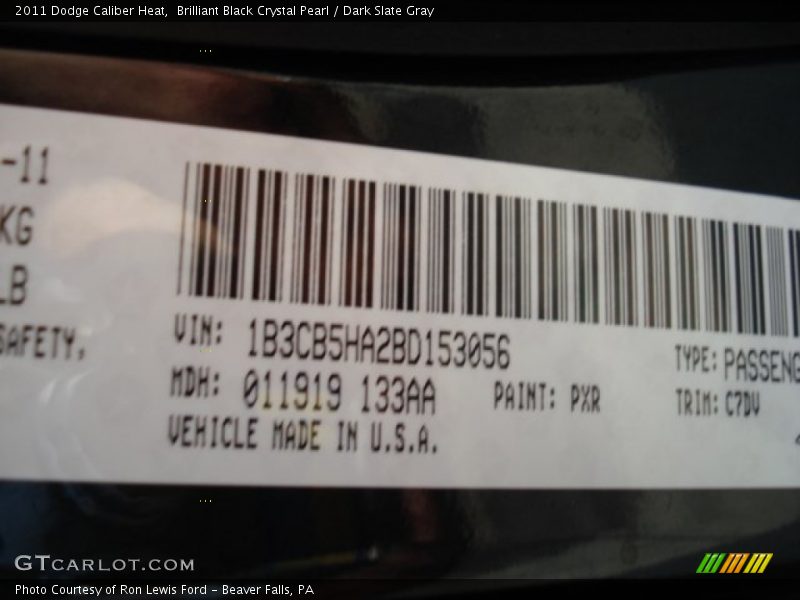 2011 Dodge Caliber Heat,  Brilliant Black Crystal Pearl / Dark Slate Gray
-11
KG
LB
SAFETY,
VIN: 1B3CB5HA2BD153056
TYPE: PASSENG
MDH: 011919 133AA
PAINT: PXR
TRIM: C7DV
VEHICLE MADE IN U.S.A.
GTCARLOT.COM
Photo Courtesy of Ron Lewis Ford - Beaver Falls, PA